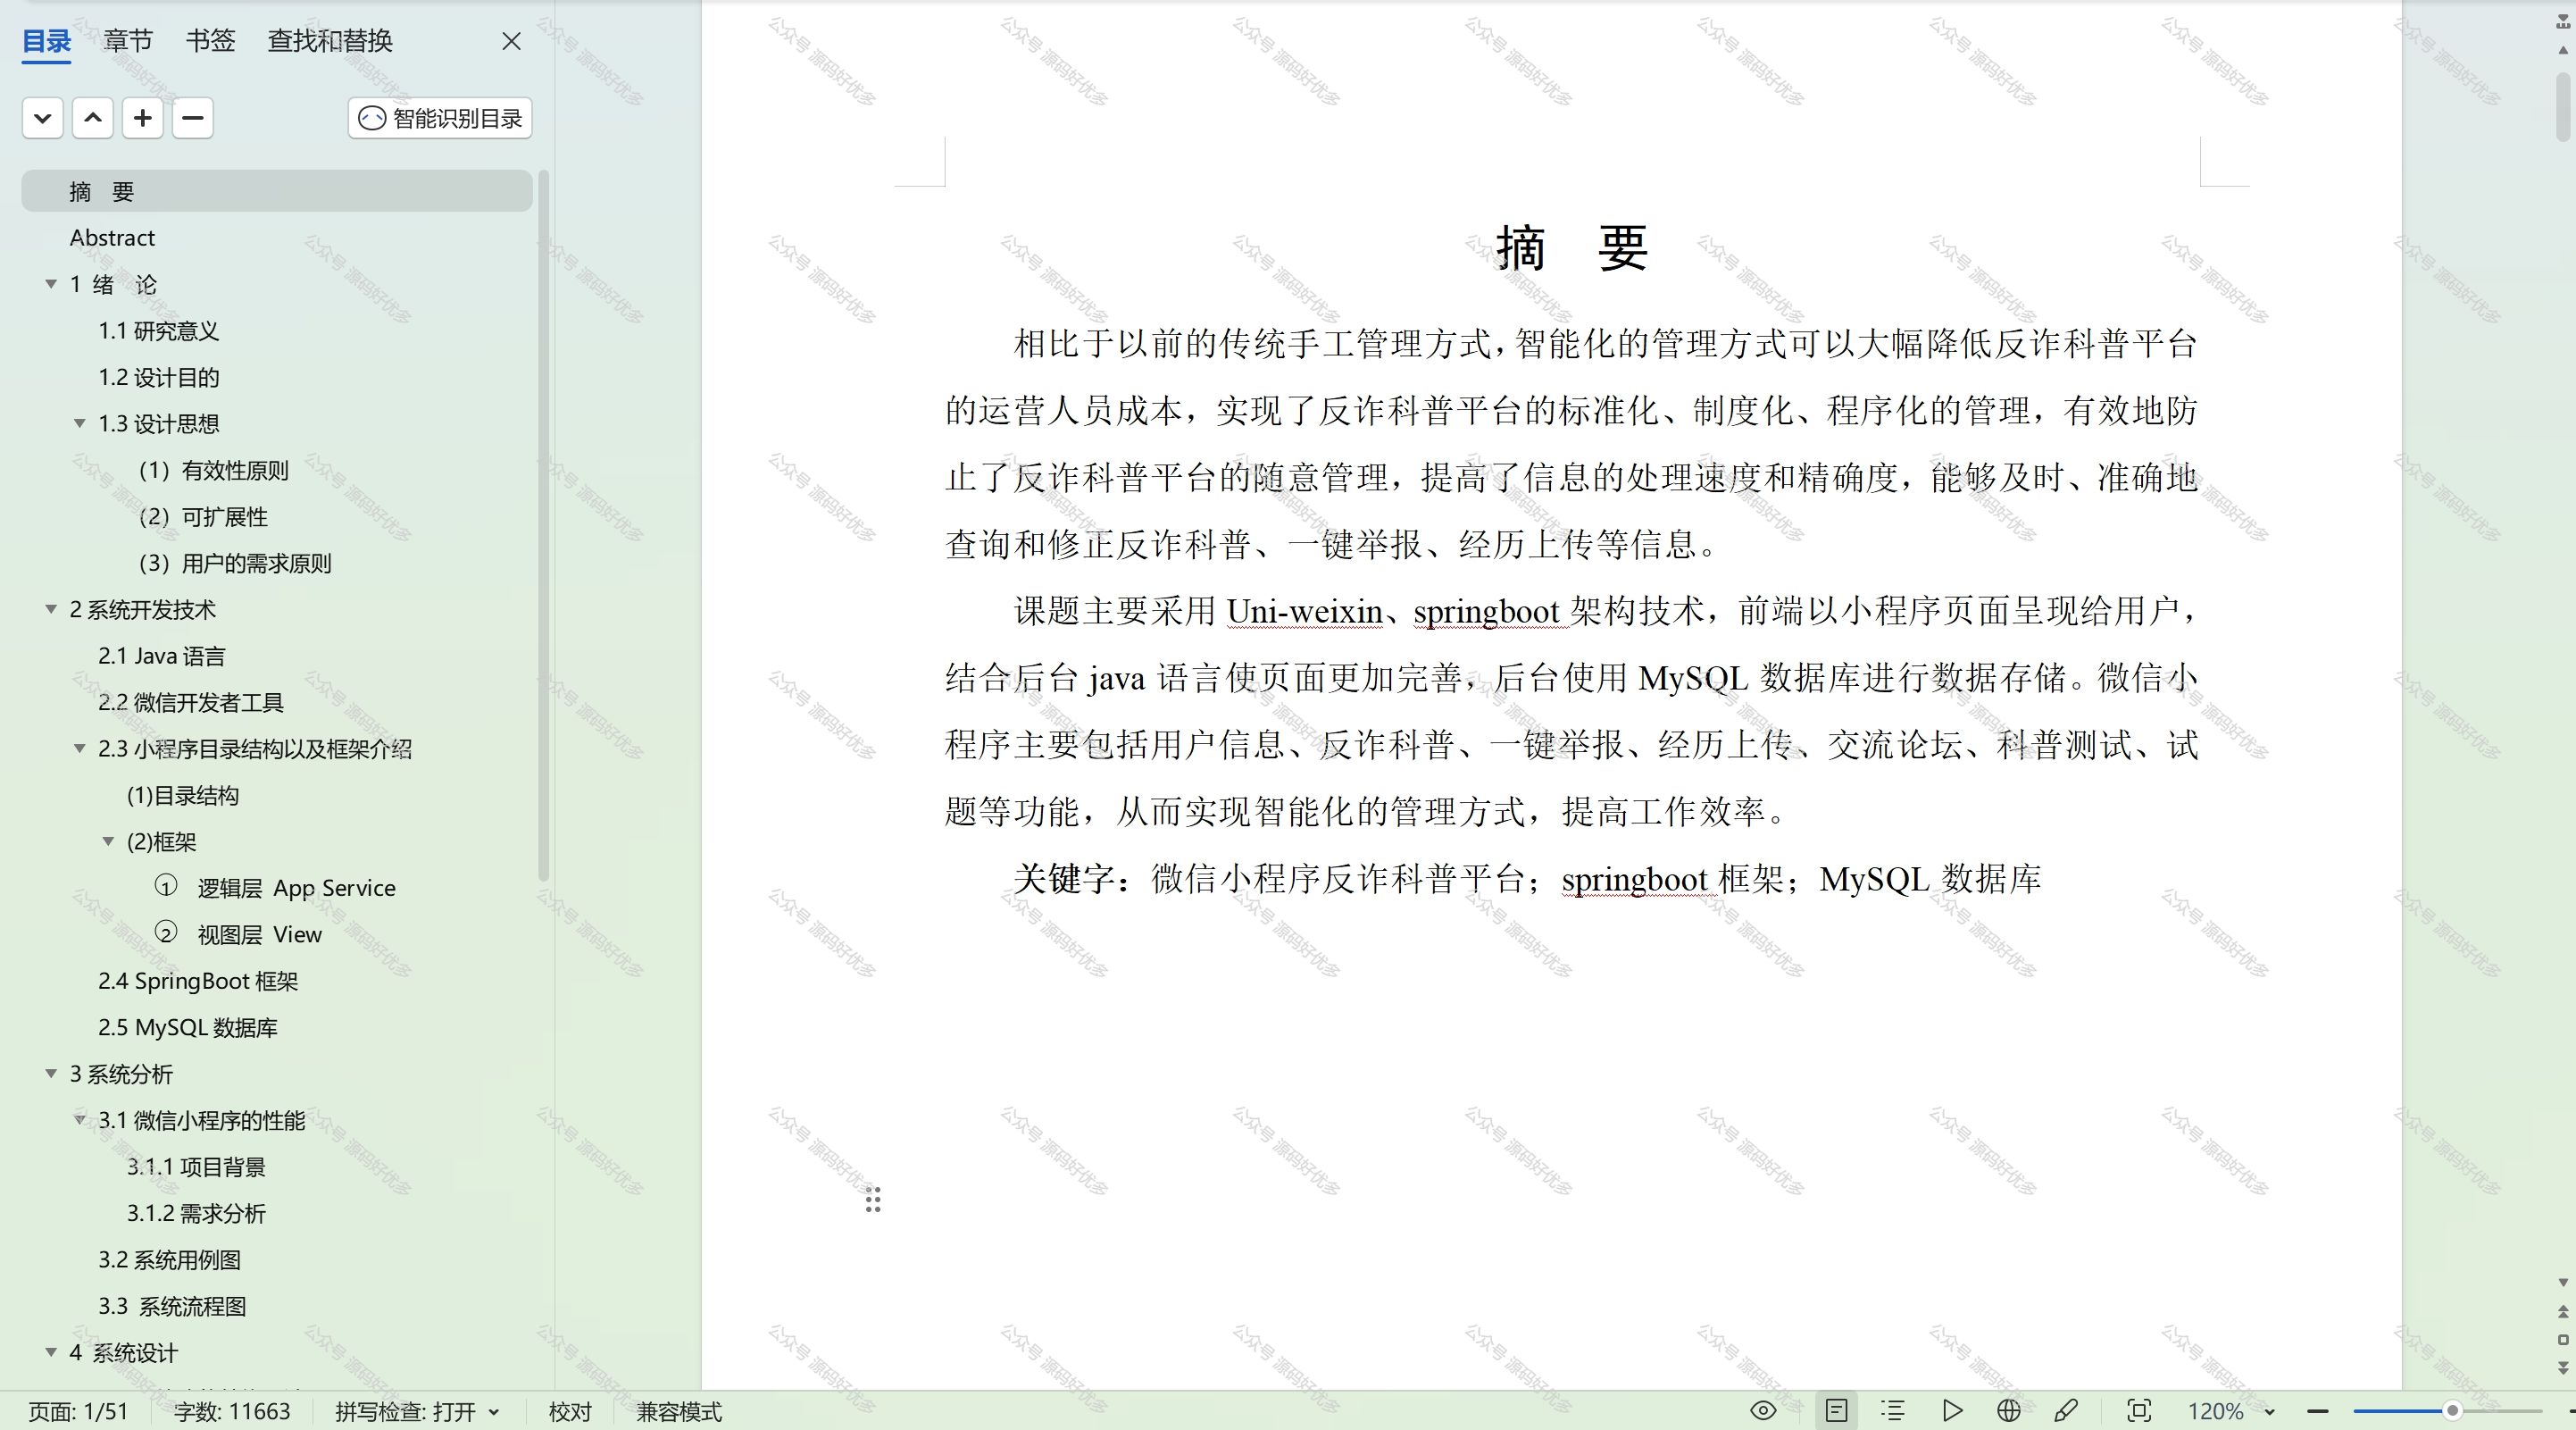 目录 章节 书签 查找和替换
智能识别目录
摘 要
Abstract
1 绪 论
1.1 研究意义
1.2 设计目的
1.3 设计思想
（1）有效性原则
（2）可扩展性
（3）用户的需求原则
2 系统开发技术
2.1 Java 语言
2.2 微信开发者工具
2.3 小程序目录结构以及框架介绍
(1)目录结构
(2)框架
① 逻辑层 App Service
② 视图层 View
2.4 SpringBoot 框架
2.5 MySQL 数据库
3 系统分析
3.1 微信小程序的性能
3.1.1 项目背景
3.1.2 需求分析
3.2 系统用例图
3.3 系统流程图
4 系统设计
摘 要
相比于以前的传统手工管理方式，智能化的管理方式可以大幅降低反诈科普平台
的运营人员成本，实现了反诈科普平台的标准化、制度化、程序化的管理，有效地防
止了反诈科普平台的随意管理，提高了信息的处理速度和精确度，能够及时、准确地
查询和修正反诈科普、一键举报、经历上传等信息。
课题主要采用 Uni-weixin、springboot 架构技术，前端以小程序页面呈现给用户，
结合后台 java 语言使页面更加完善，后台使用 MySQL 数据库进行数据存储。微信小
程序主要包括用户信息、反诈科普、一键举报、经历上传、交流论坛、科普测试、试
题等功能，从而实现智能化的管理方式，提高工作效率。
关键字：微信小程序反诈科普平台；springboot 框架；MySQL 数据库
页面: 1/51 字数: 11663 拼写检查: 打开 校对 兼容模式 120%
公众号 源码好优多